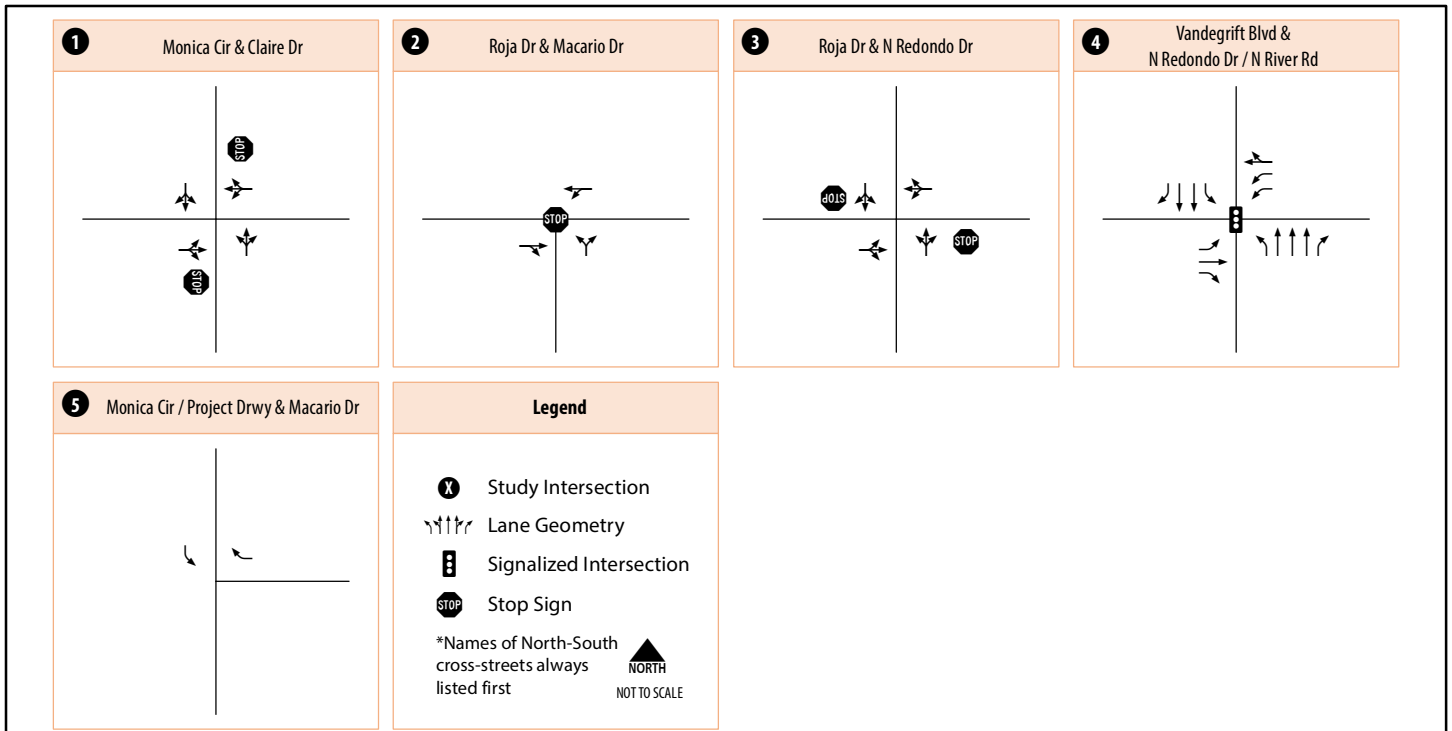 1 Monica Cir & Claire Dr
STOP
STOP
2 Roja Dr & Macario Dr
STOP
3 Roja Dr & N Redondo Dr
STOP
STOP
4 Vandegrift Blvd &
N Redondo Dr / N River Rd
5 Monica Cir / Project Drwy & Macario Dr
Legend
X Study Intersection
Lane Geometry
Signalized Intersection
STOP Stop Sign
*Names of North-South
cross-streets always
listed first
NORTH
NOT TO SCALE